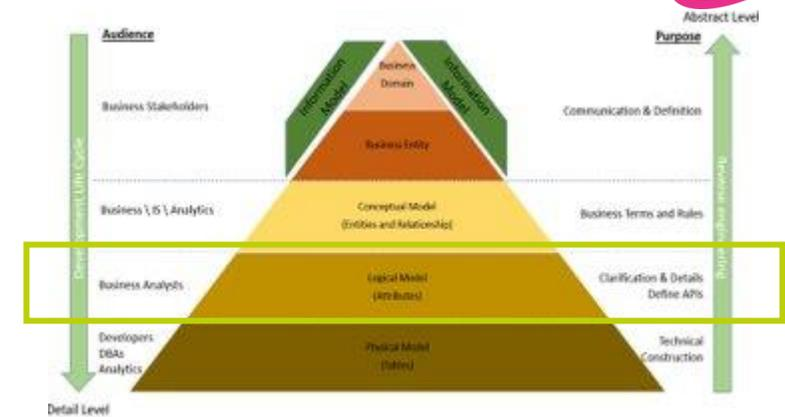 Abstract Level
Audience
Purpose
Information
Model
Information
Model
Business
Domain
Business Stakeholders
Communication & Definition
Business Entity
Development Life Cycle
Reverse engineering
Business \ IS \ Analytics
Conceptual Model
(Entities and Relationship)
Business Terms and Rules
Business Analysts
Logical Model
(Attributes)
Clarification & Details
Define APIs
Developers
DBAs
Analytics
Physical Model
(Tables)
Technical
Construction
Detail Level